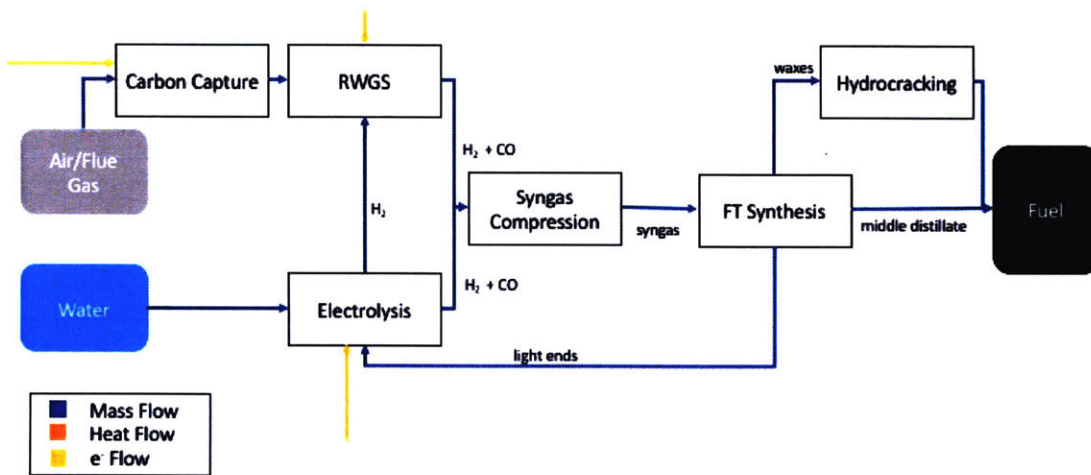 Carbon Capture
RWGS
waxes
Hydrocracking
Air/Flue
Gas
H₂
H₂ + CO
Syngas
Compression
syngas
FT Synthesis
middle distillate
Fuel
Water
Electrolysis
H₂ + CO
light ends
Mass Flow
Heat Flow
e⁻ Flow